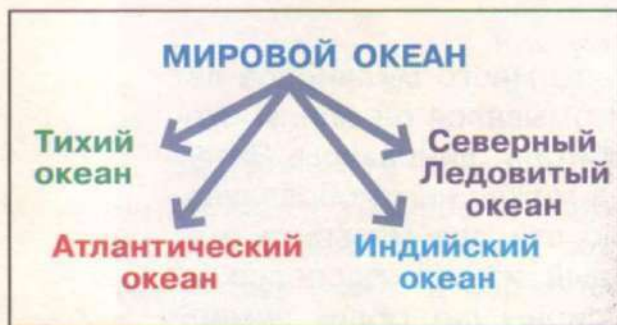 МИРОВОЙ ОКЕАН
Тихий
океан
Северный
Ледовитый
океан
Атлантический
океан
Индийский
океан